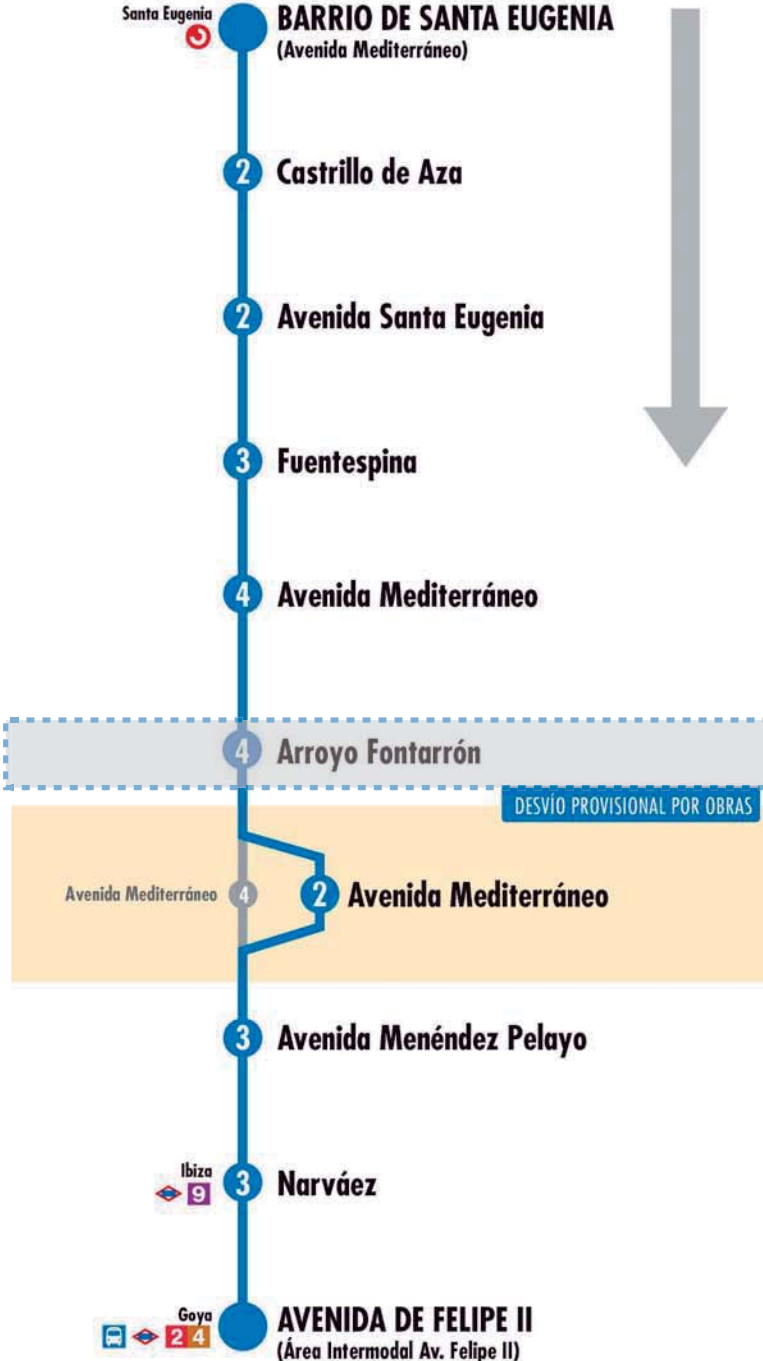 Santa Eugenia
BARRIO DE SANTA EUGENIA
(Avenida Mediterráneo)
2 Castrillo de Aza
2 Avenida Santa Eugenia
3 Fuentespina
4 Avenida Mediterráneo
4 Arroyo Fontarrón
DESVÍO PROVISIONAL POR OBRAS
Avenida Mediterráneo 4
2 Avenida Mediterráneo
3 Avenida Menéndez Pelayo
Ibiza
9
3 Narváez
Goya
2 4
AVENIDA DE FELIPE II
(Área Intermodal Av. Felipe II)